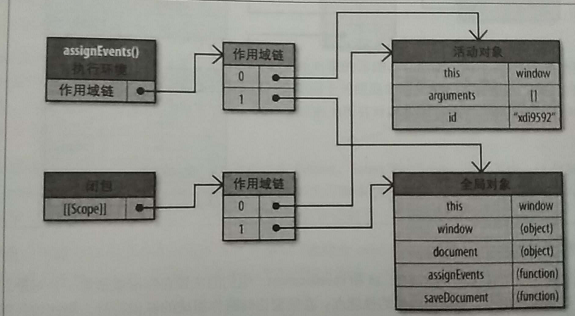 assignEvents()
执行环境
作用域链
作用域链
0
1
活动对象
this window
arguments []
id "xdi9592"
闭包
[[Scope]]
作用域链
0
1
全局对象
this window
window (object)
document (object)
assignEvents (function)
saveDocument (function)